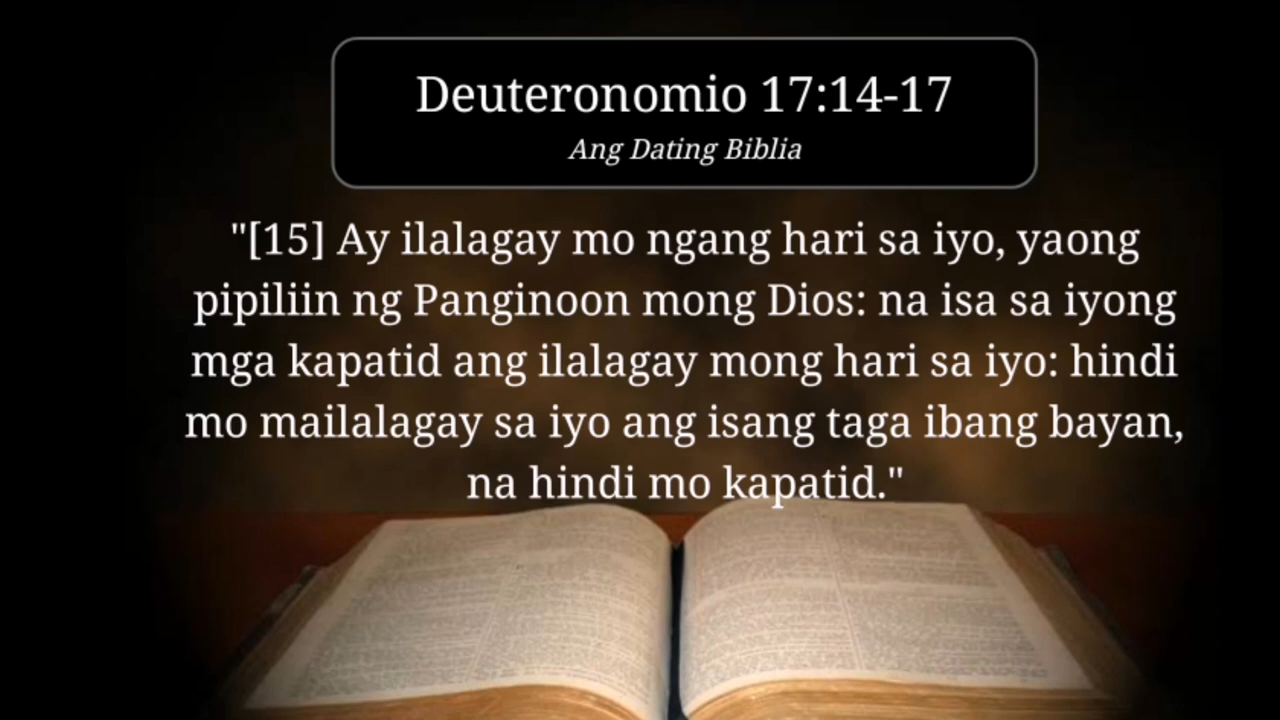 Deuteronomio 17:14-17
Ang Dating Biblia
"[15] Ay ilalagay mo ngang hari sa iyo, yaong
pipiliin ng Panginoon mong Dios: na isa sa iyong
mga kapatid ang ilalagay mong hari sa iyo: hindi
mo mailalagay sa iyo ang isang taga ibang bayan,
na hindi mo kapatid."